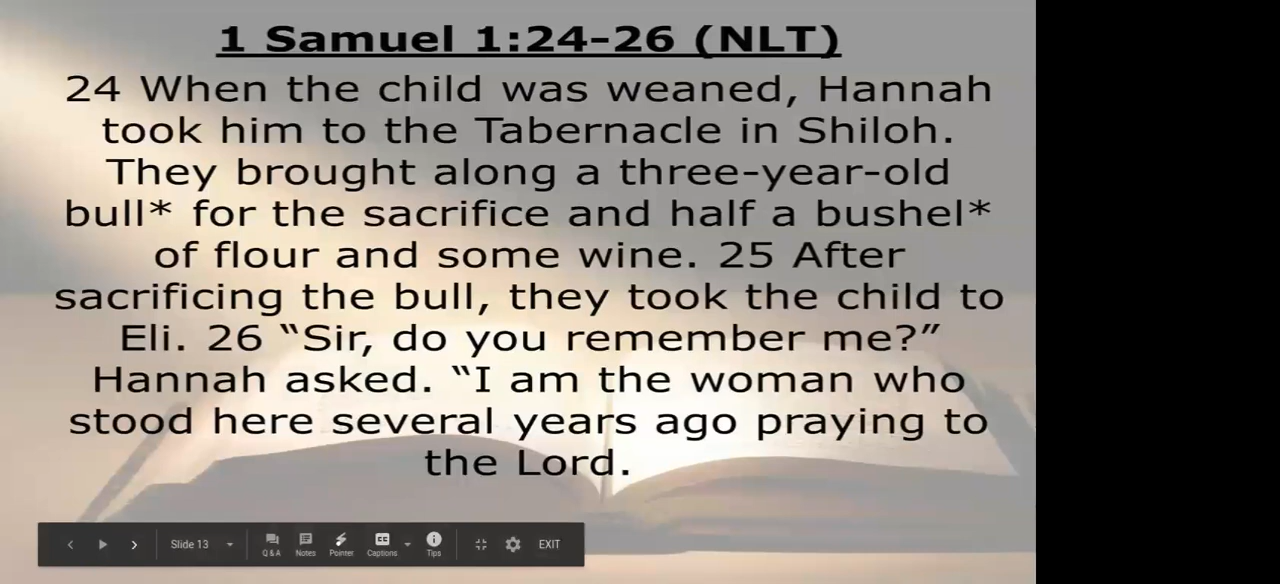 1 Samuel 1:24-26 (NLT)
24 When the child was weaned, Hannah
took him to the Tabernacle in Shiloh.
They brought along a three-year-old
bull* for the sacrifice and half a bushel*
of flour and some wine. 25 After
sacrificing the bull, they took the child to
Eli. 26 “Sir, do you remember me?”
Hannah asked. “I am the woman who
stood here several years ago praying to
the Lord.
Slide 13 Q & A Notes Pointer CC Captions Tips EXIT